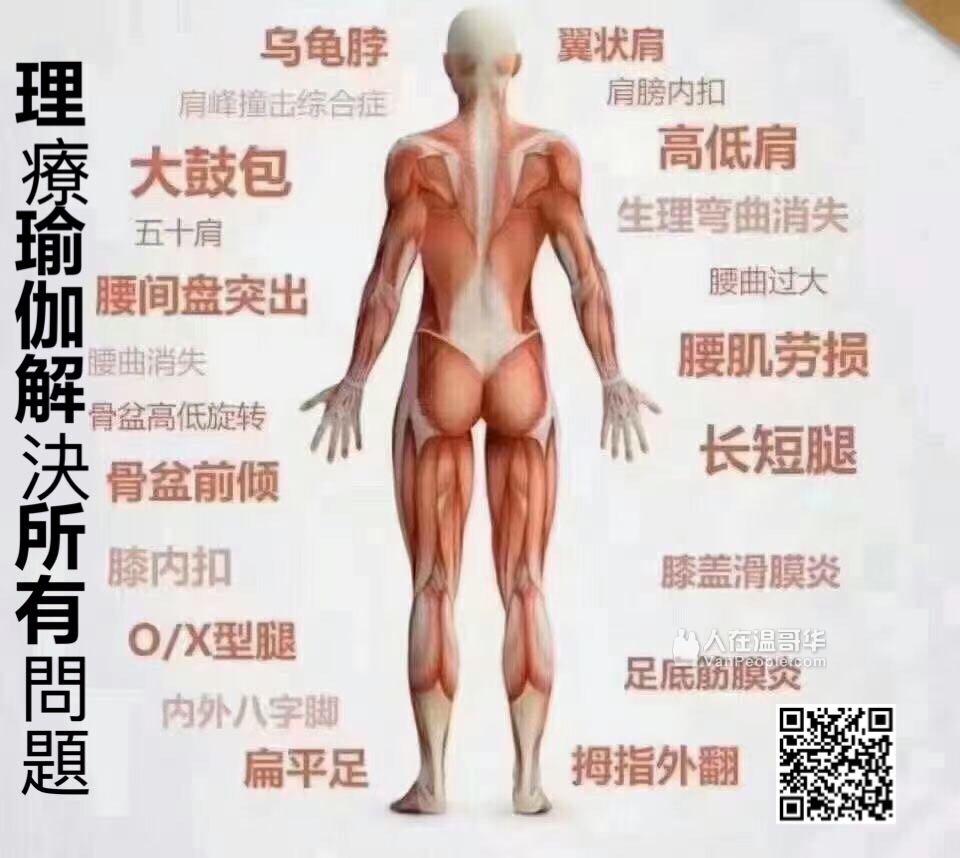 理療瑜伽解決所有問題
乌龟脖
肩峰撞击综合症
大鼓包
五十肩
腰间盘突出
腰曲消失
骨盆高低旋转
骨盆前倾
膝内扣
O/X型腿
内外八字脚
扁平足
翼状肩
肩膀内扣
高低肩
生理弯曲消失
腰曲过大
腰肌劳损
长短腿
膝盖滑膜炎
人在温哥华
VanPeople.com
足底筋膜炎
拇指外翻